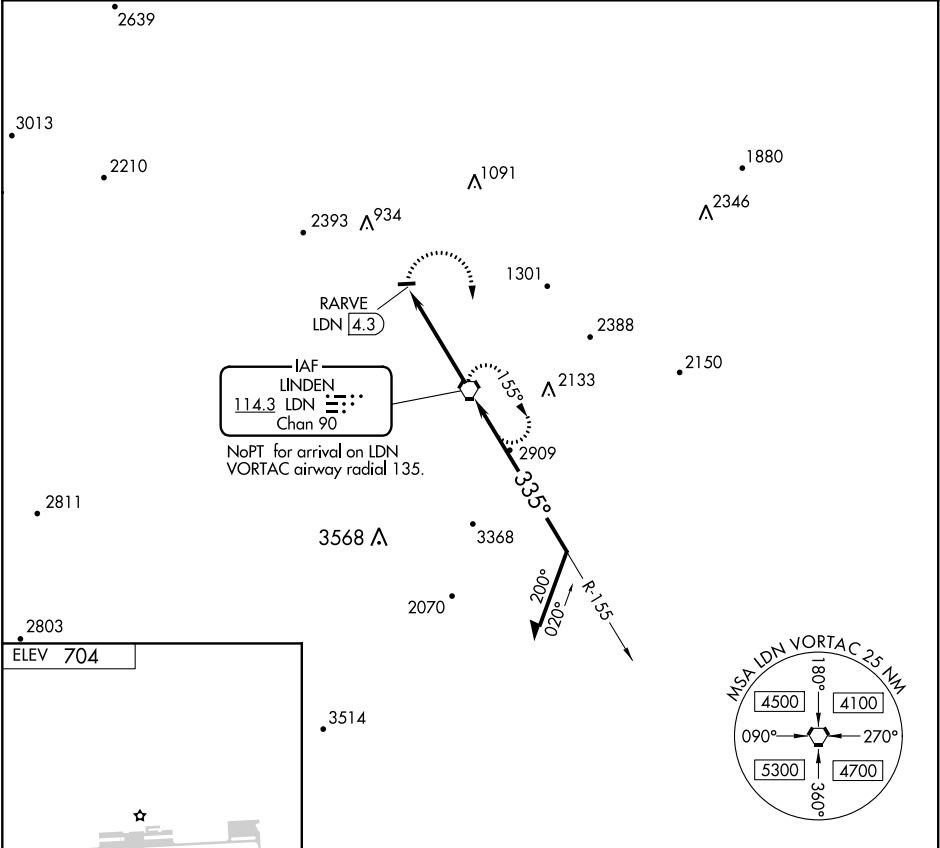 2639
3013
2210
1880
1091
2346
2393
934
1301
RARVE
LDN 4.3
2388
2150
IAF
LINDEN
114.3 LDN
Chan 90
155°
2133
NoPT for arrival on LDN
VORTAC airway radial 135.
2909
335°
2811
3568
3368
200°
020°
R-155
2070
2803
ELEV 704
MSA LDN VORTAC 25 NM
180°
4500
4100
090°
270°
5300
4700
360°
3514